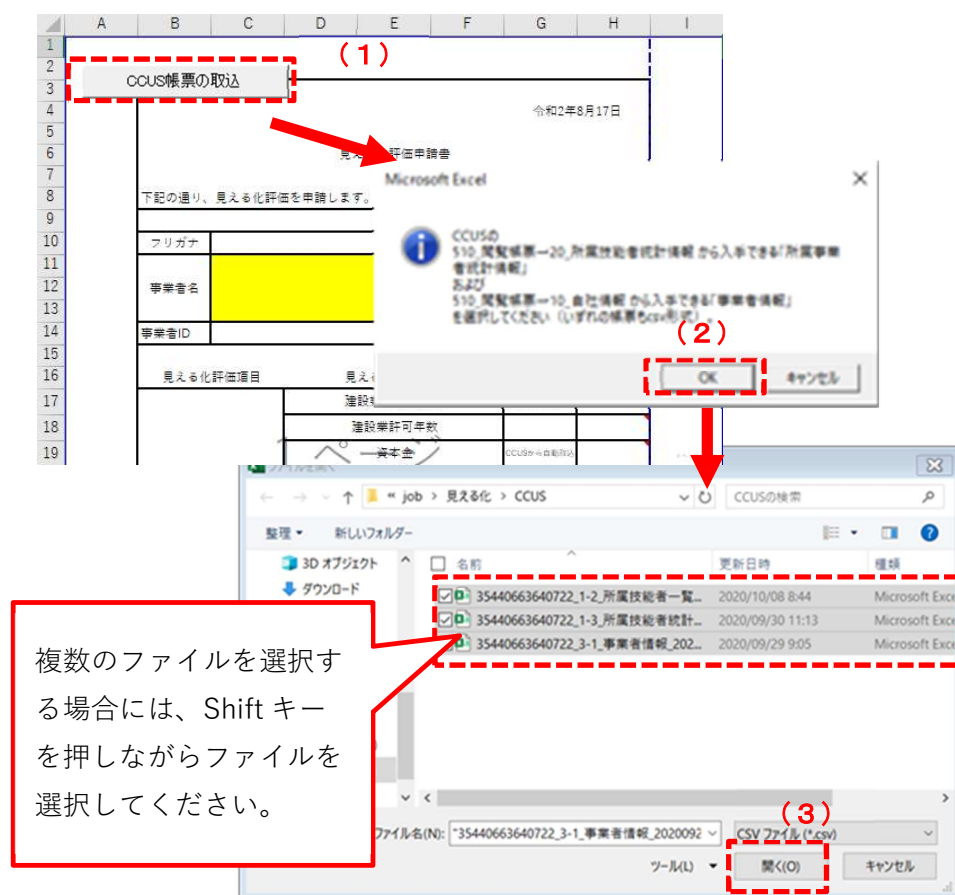 A B C D E F G H I
1
2
3
4
5
6
7
8
9
10
11
12
13
14
15
16
17
18
19
(1)
CCUS帳票の取込
令和2年8月17日
評価申請書
下記の通り、見える化評価を申請します。
フリガナ
事業者名
事業者ID
見える化評価項目
見え
建設
建設業許可年数
資本金
CCUSから自動取込
Microsoft Excel
CCUSの
510_閲覧帳票→20_所属技能者統計情報 から入手できる「所属事業
者統計情報」
および
510_閲覧帳票→10_自社情報 から入手できる「事業者情報」
を選択してください（いずれの帳票もcsv形式）。
(2)
OK
キャンセル
« job › 見える化 › CCUS
CCUSの検索
整理
新しいフォルダー
3D オブジェクト
ダウンロード
名前 更新日時 種類
35440663640722_1-2_所属技能者一覧... 2020/10/08 8:44 Microsoft Exce
35440663640722_1-3_所属技能者統計... 2020/09/30 11:13 Microsoft Exce
35440663640722_3-1_事業者情報_202... 2020/09/29 9:05 Microsoft Exce
複数のファイルを選択す
る場合には、Shift キー
を押しながらファイルを
選択してください。
(3)
ファイル名(N): "35440663640722_3-1_事業者情報_2020092
CSV ファイル (*.csv)
ツール(L)
開く(O)
キャンセル